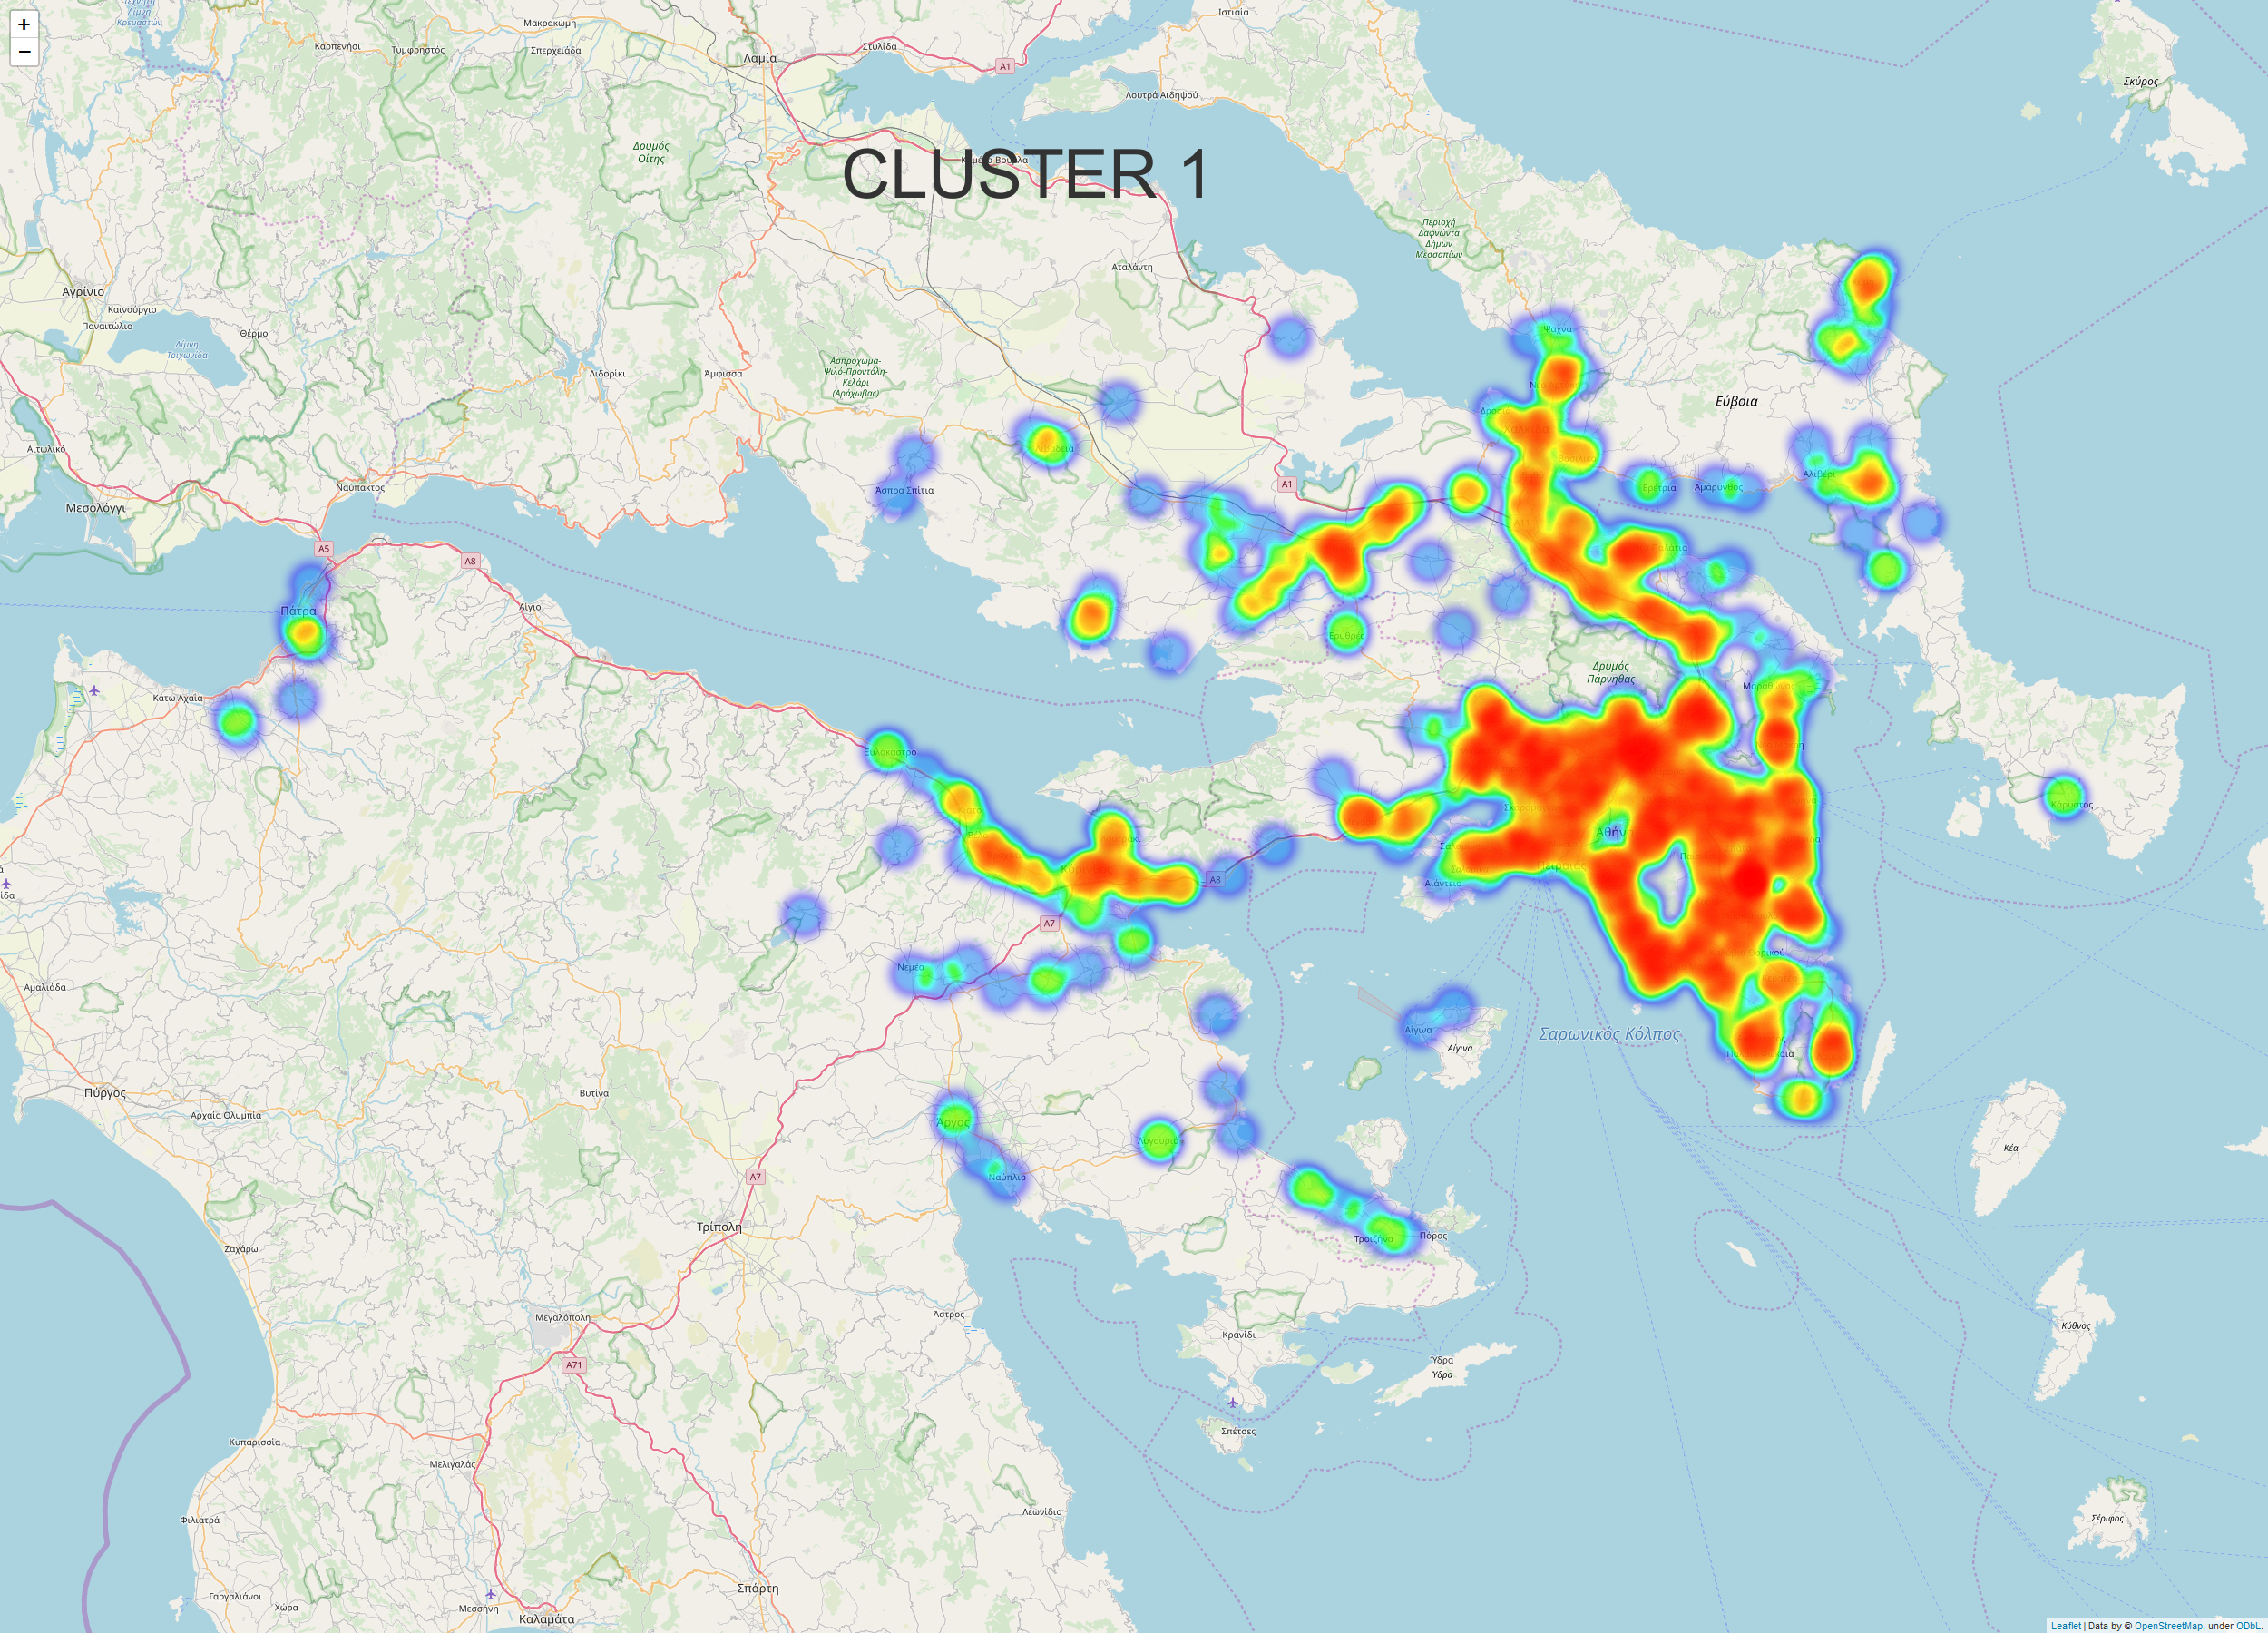 +
−
CLUSTER 1
Ιστιαία
Μακρακώμη
Καρπενήσι
Τυμφρηστός
Σπερχειάδα
Λαμία
Στυλίδα
A1
Σκύρος
Λουτρά Αιδηψού
Δρυμός
Οίτης
Περιοχή
Δαφνώντα
Δήμων
Μεσσαπίων
Αταλάντη
Αγρίνιο
Καινούργιο
Παναιτώλιο
Θέρμο
Λίμνη
Τριχωνίδα
Ψαχνά
Λιδορίκι
Άμφισσα
Ασπρόχωμα-
Ψιλό-Προντόλη-
Κελάρι
(Αράχωβας)
Εύβοια
Αιτωλικό
Αλιβέρι
Ναύπακτος
Άσπρα Σπίτια
A1
Ερέτρια
Αμάρυνθος
Μεσολόγγι
A5
A8
Πάτρα
Αίγιο
Ερυθρές
Δρυμός
Πάρνηθας
Κάτω Αχαΐα
Ξυλόκαστρο
Κάρυστος
Αθήνα
A8
Αιάντειο
A7
Νεμέα
Αμαλιάδα
Αίγινα
Αίγινα
Σαρωνικός Κόλπος
Πύργος
Αρχαία Ολυμπία
Βυτίνα
Άργος
Λυγουριό
Κέα
A7
Ναύπλιο
Τρίπολη
Τροιζήνα
Πόρος
Ζαχάρω
Μεγαλόπολη
Άστρος
Κρανίδι
Κύθνος
A71
Ύδρα
Ύδρα
Σπέτσες
Κυπαρισσία
Μελιγαλάς
Φιλιατρά
Λεωνίδιο
Σέριφος
Γαργαλιάνοι
Χώρα
Μεσσήνη
Σπάρτη
Καλαμάτα
Leaflet | Data by © OpenStreetMap, under ODbL.